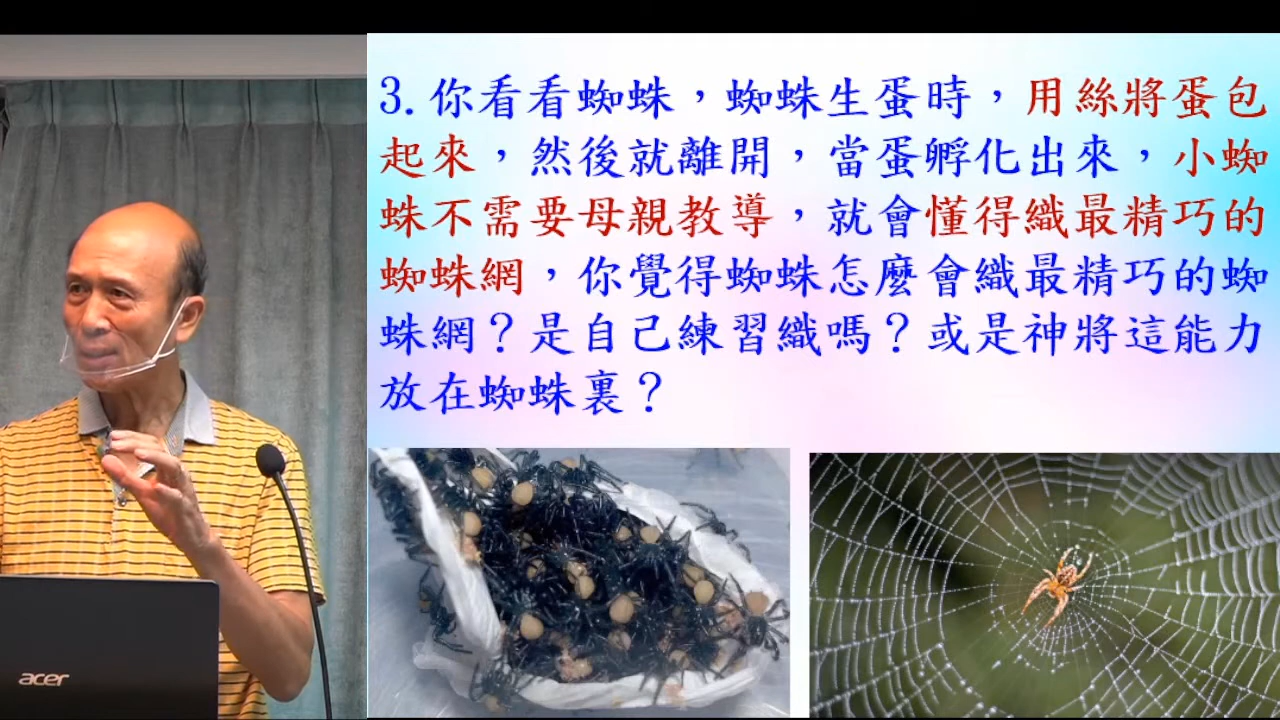 3.你看看蜘蛛，蜘蛛生蛋時，用絲將蛋包
起來，然後就離開，當蛋孵化出來，小蜘
蛛不需要母親教導，就會懂得織最精巧的
蜘蛛網，你覺得蜘蛛怎麼會織最精巧的蜘
蛛網？是自己練習織嗎？或是神將這能力
放在蜘蛛裏？
acer